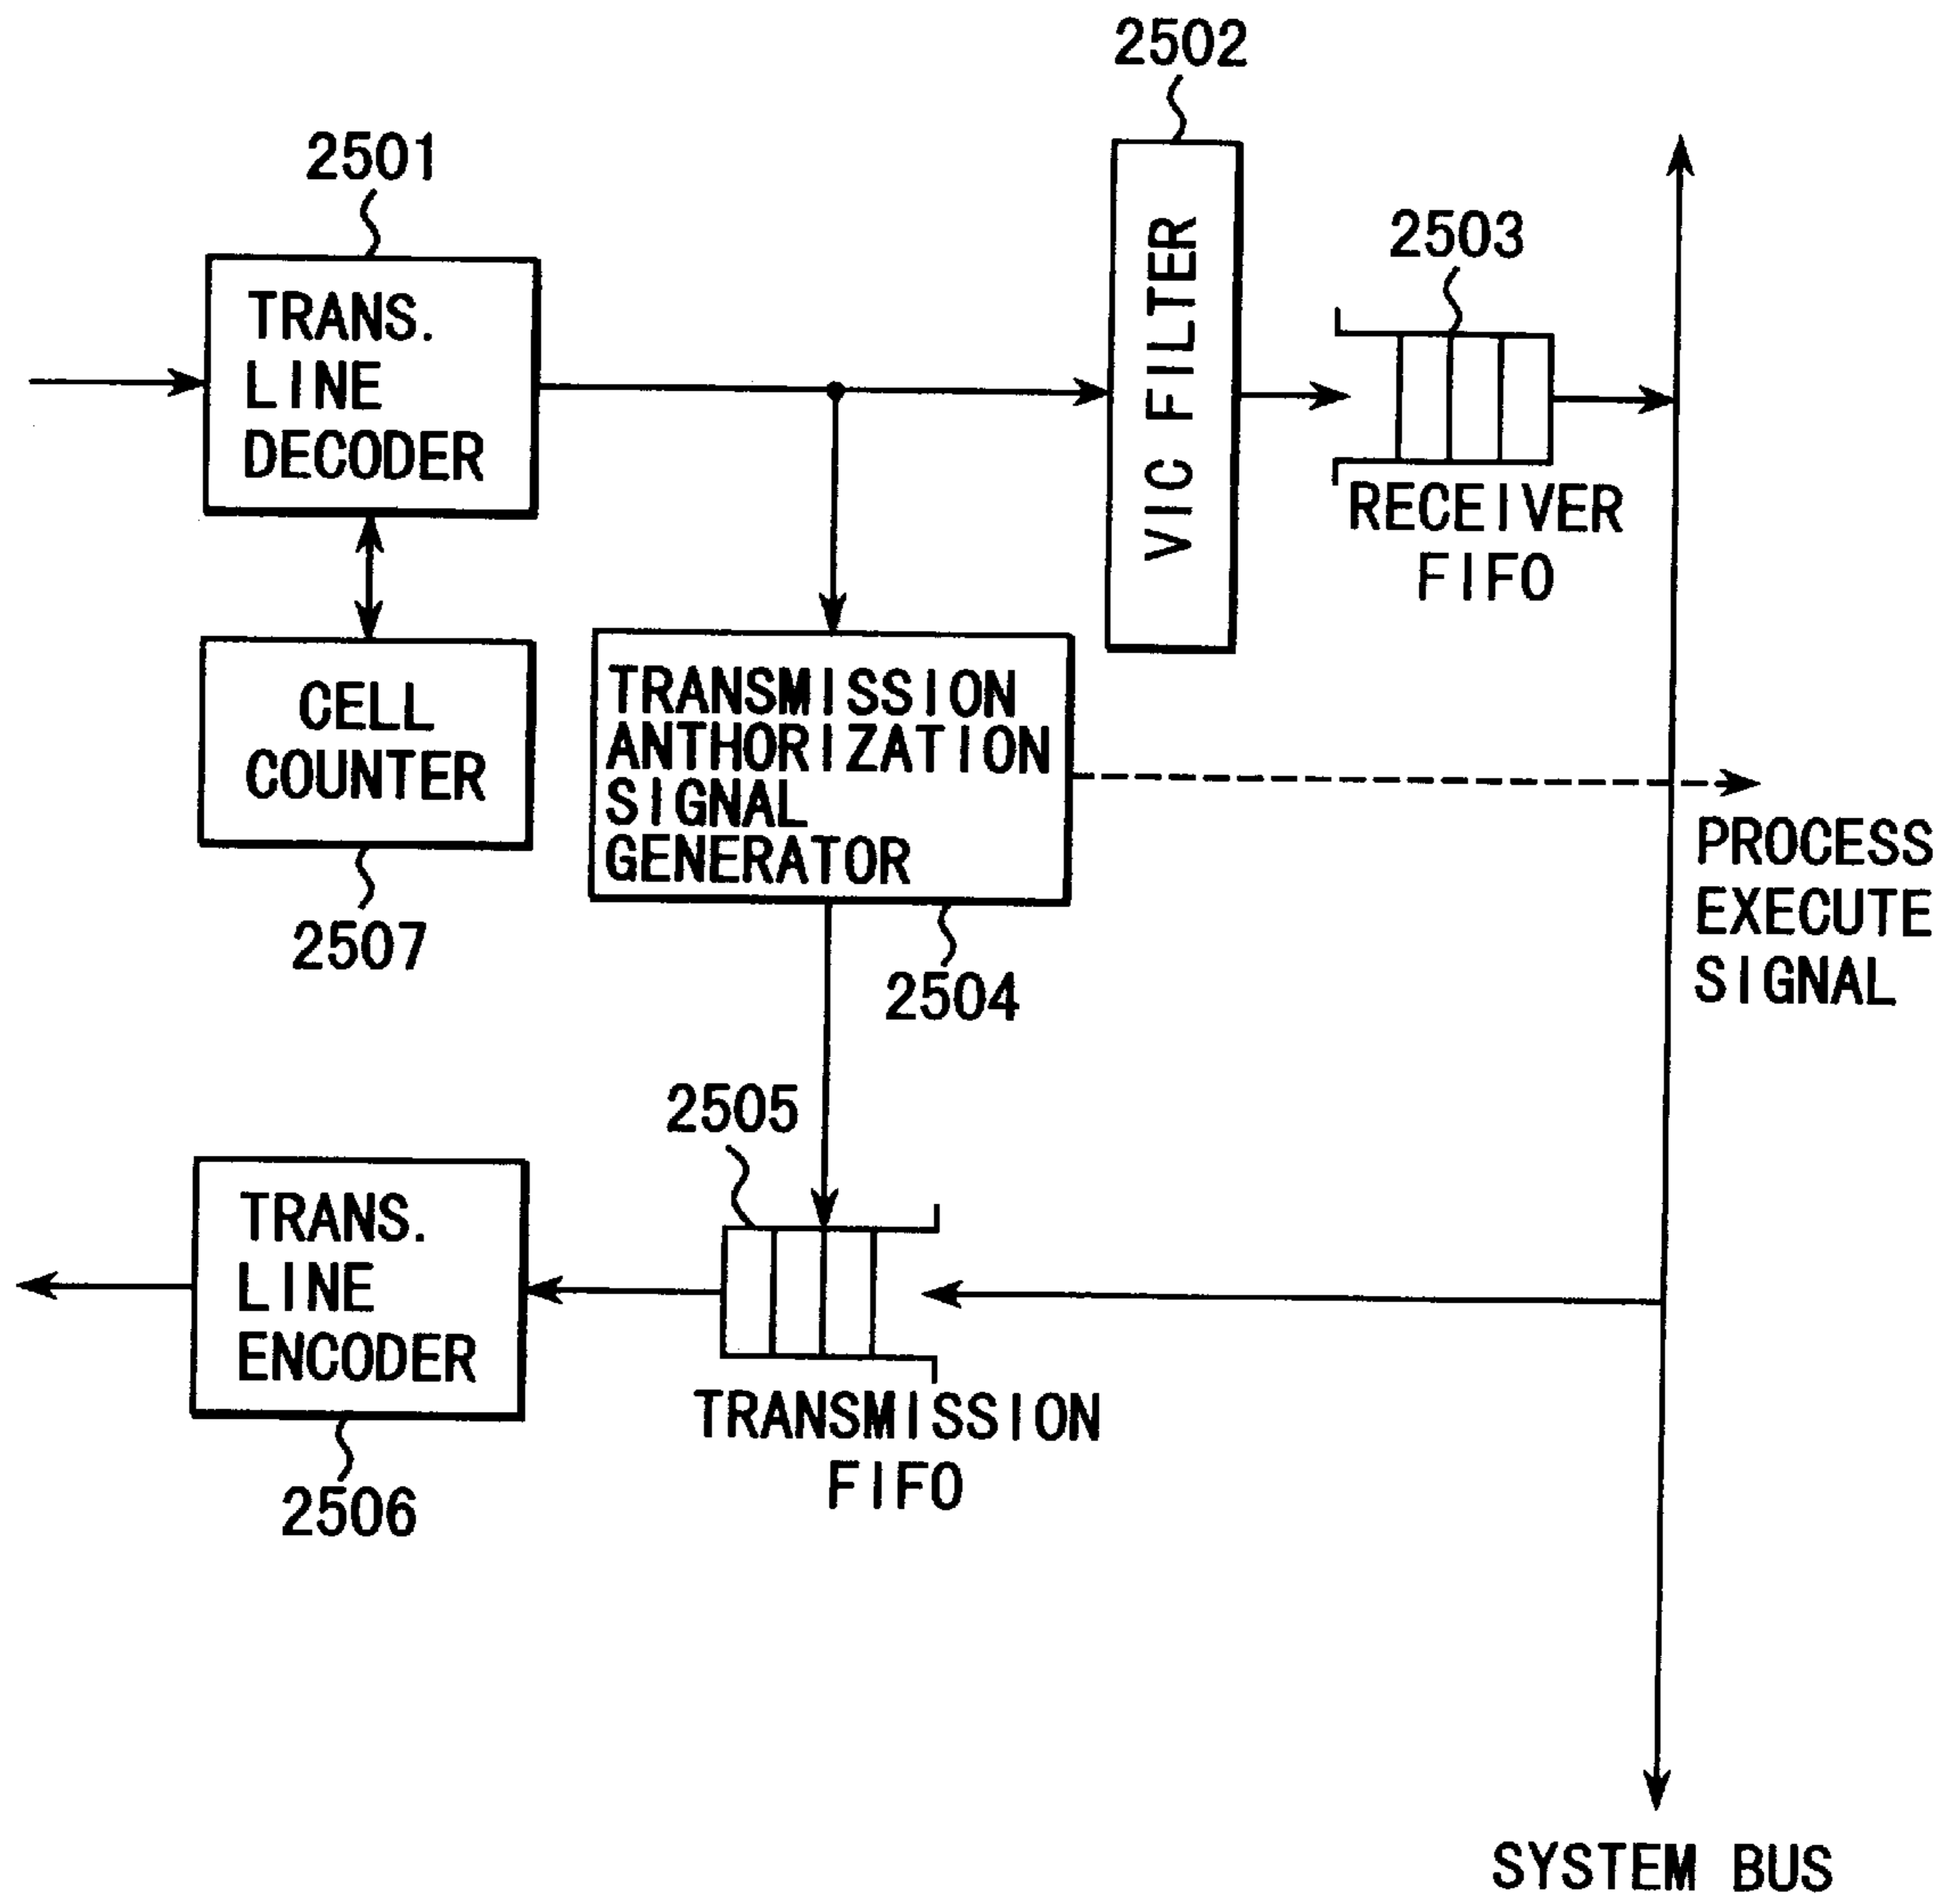 2502
2501
2503
TRANS.
LINE
DECODER
VIC FILTER
RECEIVER
FIFO
CELL
COUNTER
TRANSMISSION
ANTHORIZATION
SIGNAL
GENERATOR
PROCESS
EXECUTE
SIGNAL
2507
2504
2505
TRANS.
LINE
ENCODER
TRANSMISSION
FIFO
2506
SYSTEM BUS